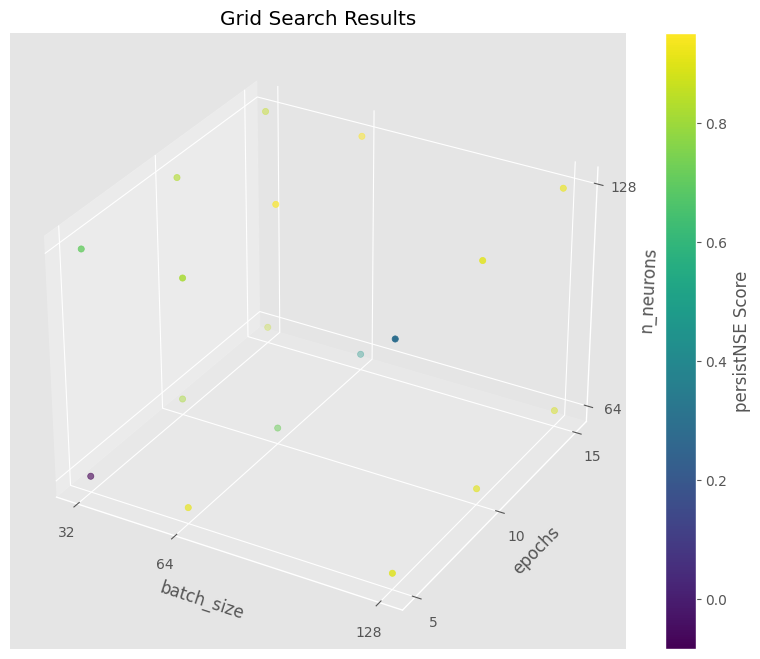 Grid Search Results
128
n_neurons
64
15
10
5
epochs
32
64
128
batch_size
0.8
0.6
0.4
0.2
0.0
persistNSE Score